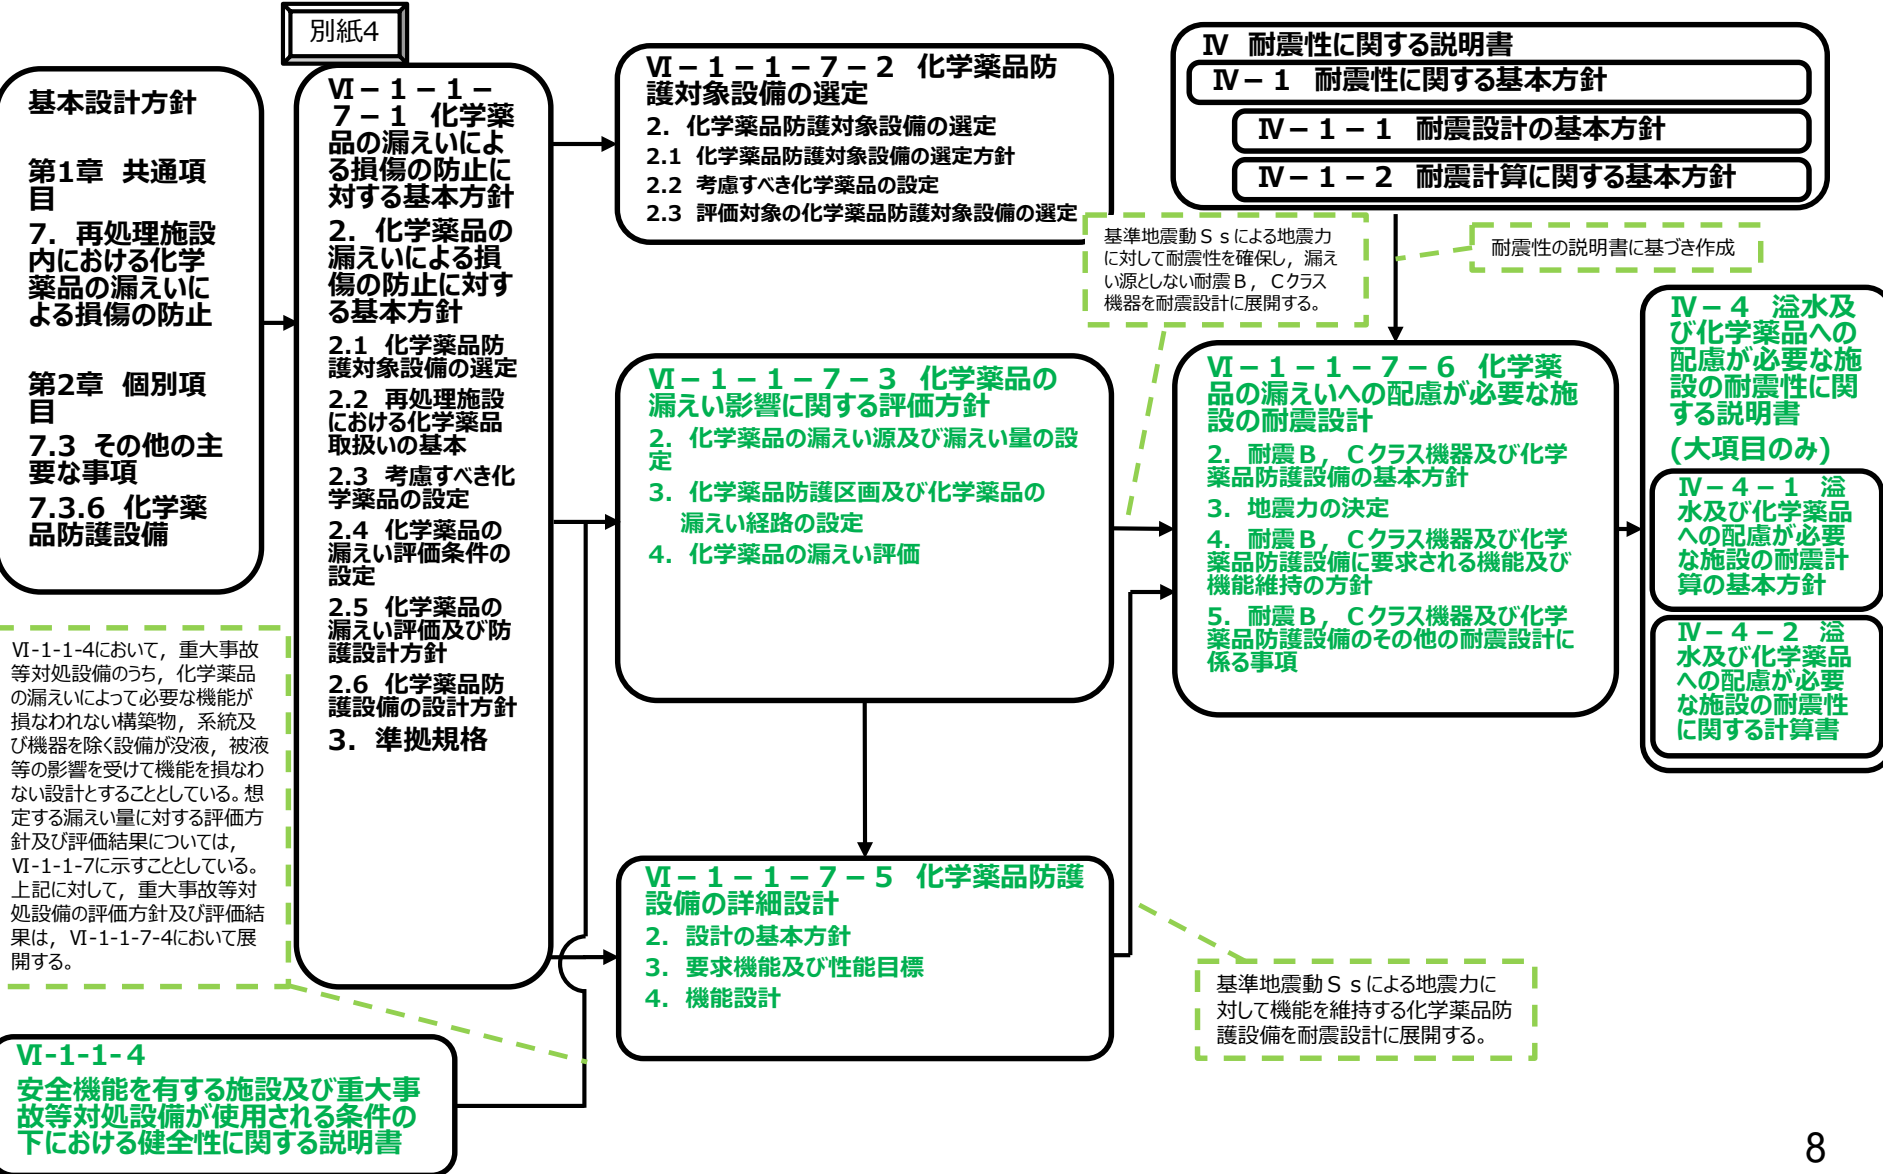 別紙4
基本設計方針
第1章 共通項
目
7. 再処理施設
内における化学
薬品の漏えいに
よる損傷の防止
第2章 個別項
目
7.3 その他の主
要な事項
7.3.6 化学薬
品防護設備
Ⅵ－１－１－
７－１ 化学薬
品の漏えいによ
る損傷の防止に
対する基本方針
2. 化学薬品の
漏えいによる損
傷の防止に対す
る基本方針
2.1 化学薬品防
護対象設備の選定
2.2 再処理施設
における化学薬品
取扱いの基本
2.3 考慮すべき化
学薬品の設定
2.4 化学薬品の
漏えい評価条件の
設定
2.5 化学薬品の
漏えい評価及び防
護設計方針
2.6 化学薬品防
護設備の設計方針
3. 準拠規格
Ⅵ－１－１－７－２ 化学薬品防
護対象設備の選定
2. 化学薬品防護対象設備の選定
2.1 化学薬品防護対象設備の選定方針
2.2 考慮すべき化学薬品の設定
2.3 評価対象の化学薬品防護対象設備の選定
Ⅳ 耐震性に関する説明書
Ⅳ－１ 耐震性に関する基本方針
Ⅳ－１－１ 耐震設計の基本方針
Ⅳ－１－２ 耐震計算に関する基本方針
基準地震動Ｓｓによる地震力
に対して耐震性を確保し，漏え
い源としない耐震Ｂ，Ｃクラス
機器を耐震設計に展開する。
耐震性の説明書に基づき作成
Ⅵ－１－１－７－３ 化学薬品の
漏えい影響に関する評価方針
2. 化学薬品の漏えい源及び漏えい量の設
定
3. 化学薬品防護区画及び化学薬品の
漏えい経路の設定
4. 化学薬品の漏えい評価
Ⅵ－１－１－７－６ 化学薬
品の漏えいへの配慮が必要な施
設の耐震設計
2. 耐震Ｂ，Ｃクラス機器及び化学
薬品防護設備の基本方針
3. 地震力の決定
4. 耐震Ｂ，Ｃクラス機器及び化学
薬品防護設備に要求される機能及び
機能維持の方針
5. 耐震Ｂ，Ｃクラス機器及び化学
薬品防護設備のその他の耐震設計に
係る事項
Ⅳ－４ 溢水及
び化学薬品への
配慮が必要な施
設の耐震性に関
する説明書
(大項目のみ)
Ⅳ－４－１ 溢
水及び化学薬品
への配慮が必要
な施設の耐震計
算の基本方針
Ⅳ－４－２ 溢
水及び化学薬品
への配慮が必要
な施設の耐震性
に関する計算書
Ⅵ-1-1-4において，重大事故
等対処設備のうち，化学薬品
の漏えいによって必要な機能が
損なわれない構築物，系統及
び機器を除く設備が没液，被液
等の影響を受けて機能を損なわ
ない設計とすることとしている。想
定する漏えい量に対する評価方
針及び評価結果については，
Ⅵ-1-1-7に示すこととしている。
上記に対して，重大事故等対
処設備の評価方針及び評価結
果は，Ⅵ-1-1-7-4において展
開する。
Ⅵ－１－１－７－５ 化学薬品防護
設備の詳細設計
2. 設計の基本方針
3. 要求機能及び性能目標
4. 機能設計
基準地震動Ｓｓによる地震力に
対して機能を維持する化学薬品防
護設備を耐震設計に展開する。
Ⅵ-1-1-４
安全機能を有する施設及び重大事
故等対処設備が使用される条件の
下における健全性に関する説明書
8